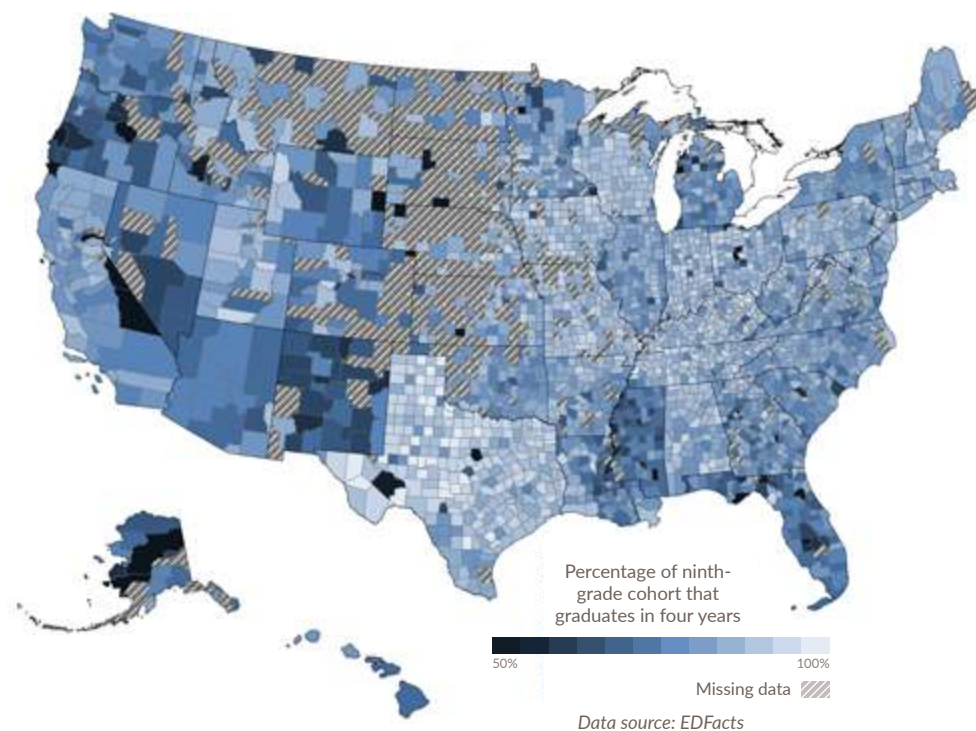 Percentage of ninth-
grade cohort that
graduates in four years
50% 100%
Missing data
Data source: EDFacts